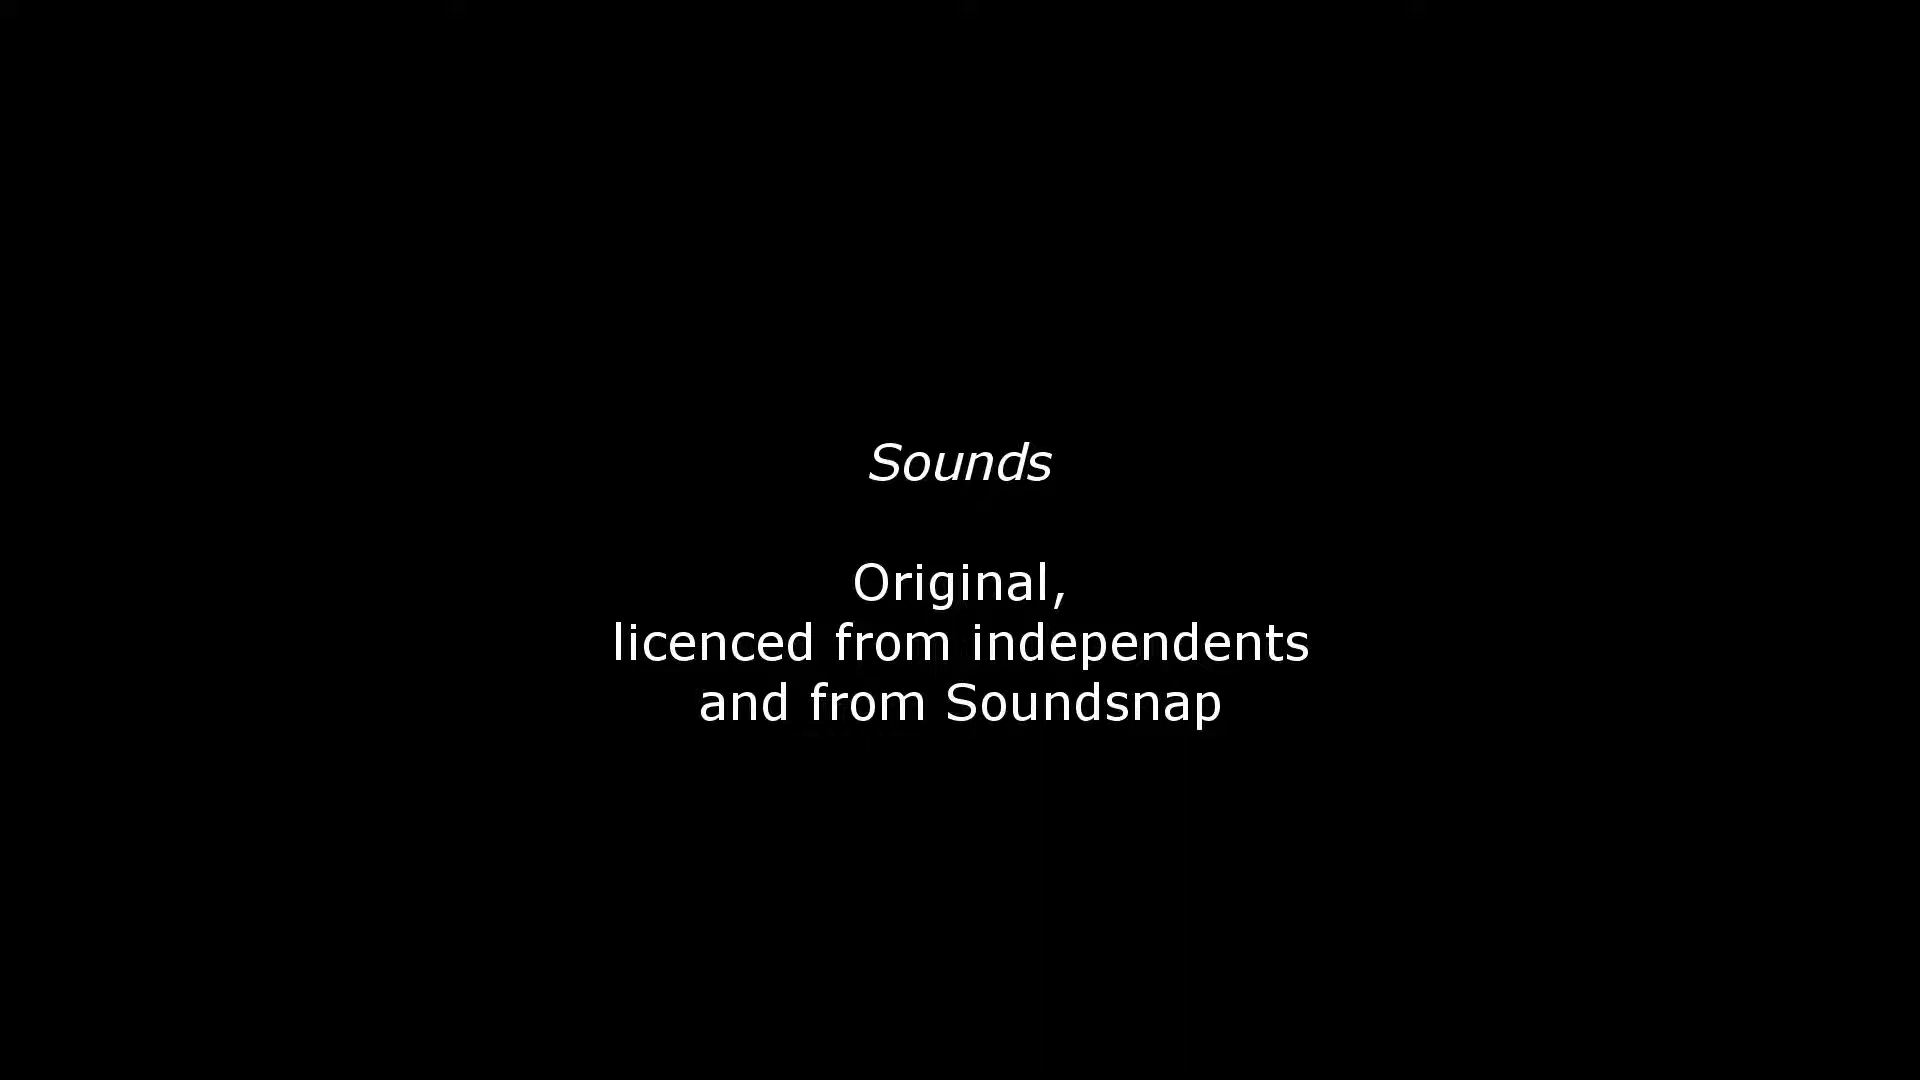 Sounds
Original,
licenced from independents
and from Soundsnap